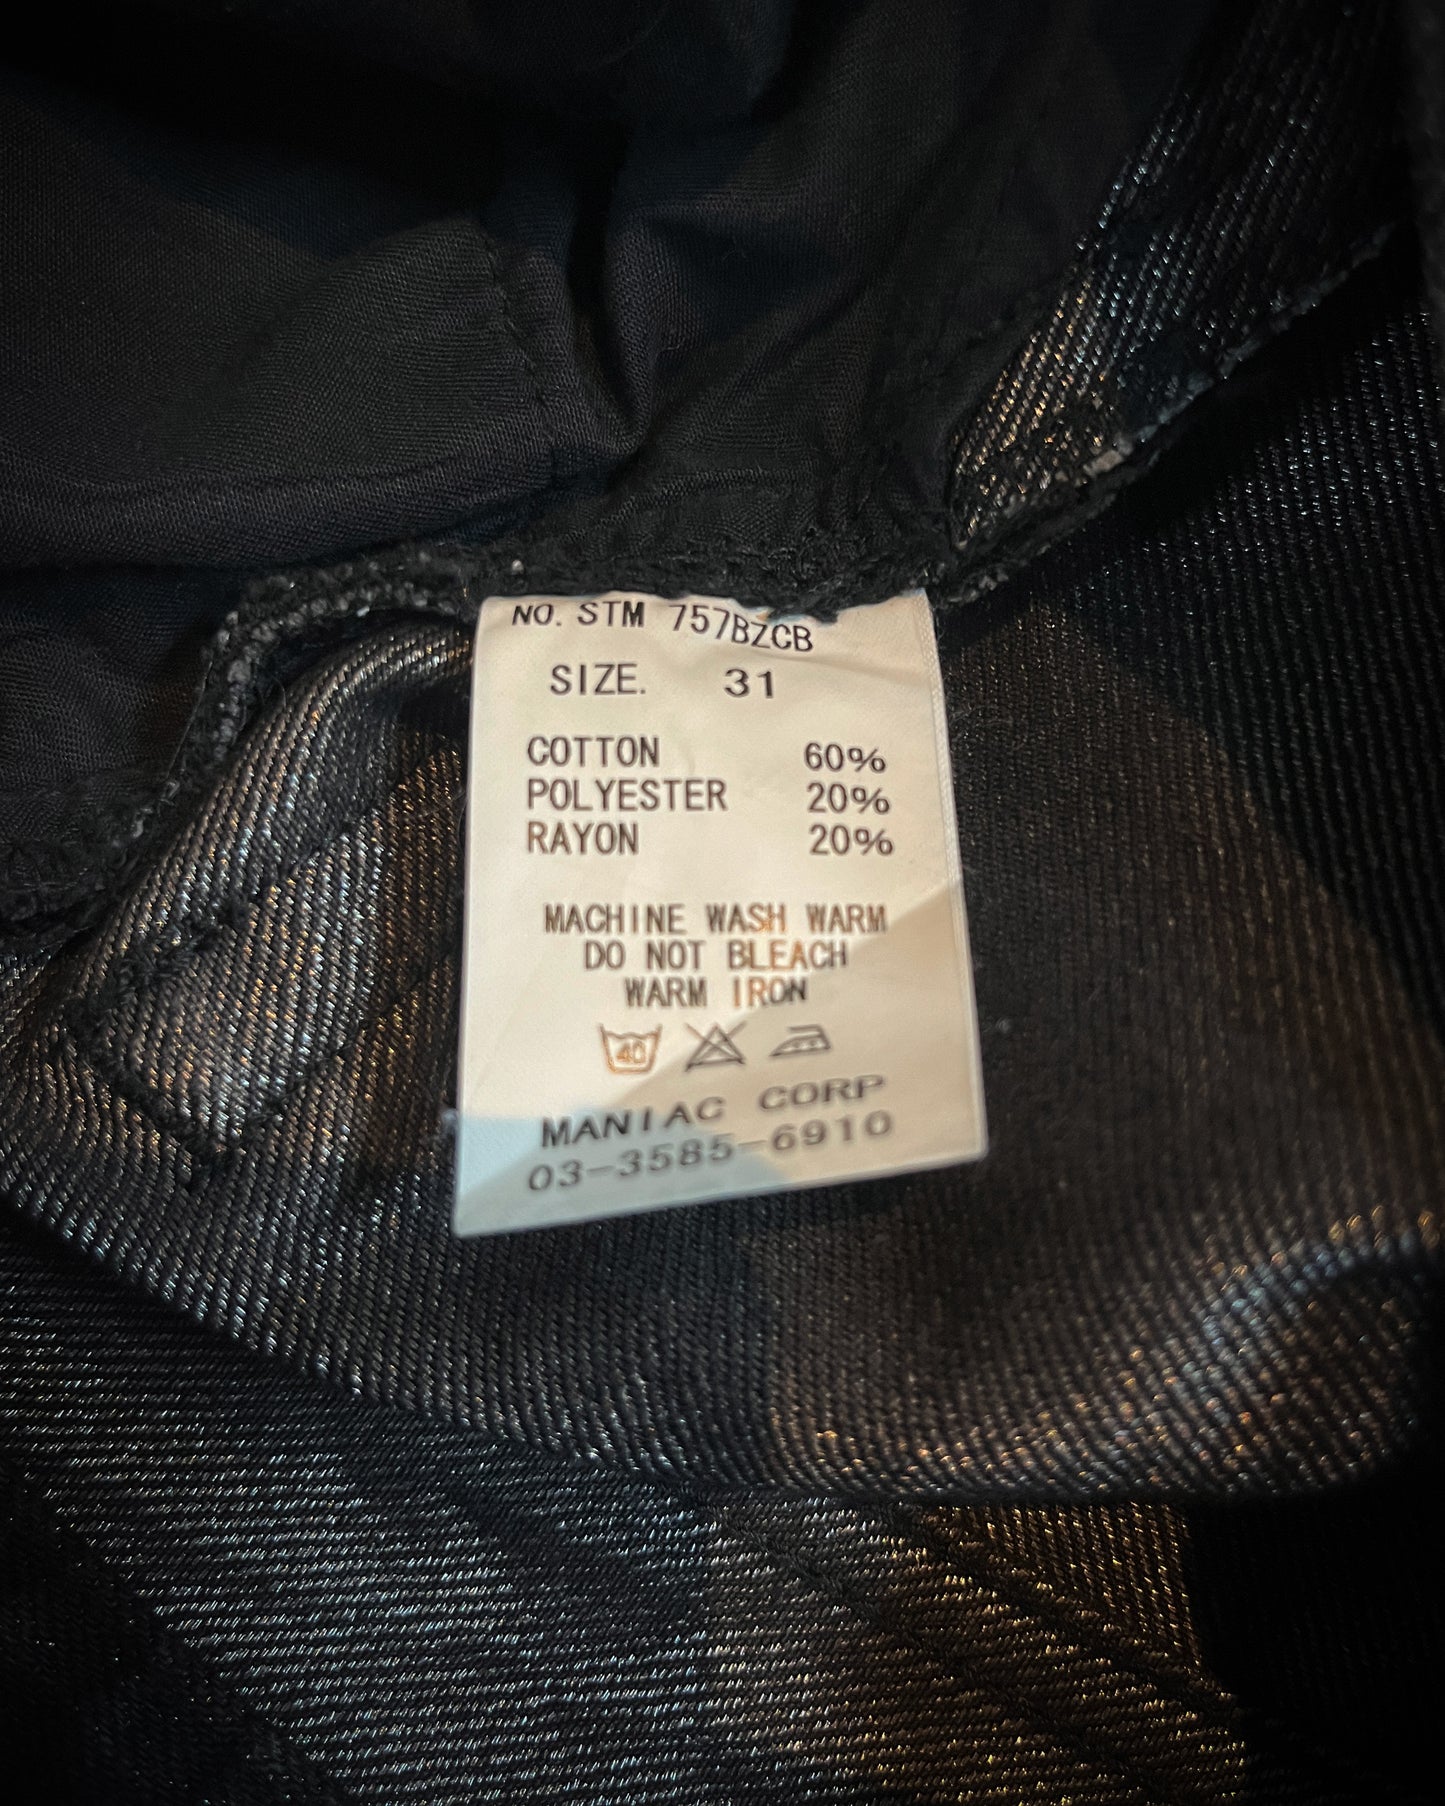 NO. STM 757BZCB
SIZE. 31
COTTON 60%
POLYESTER 20%
RAYON 20%
MACHINE WASH WARM
DO NOT BLEACH
WARM IRON
40
MANIAC CORP
03-3585-6910